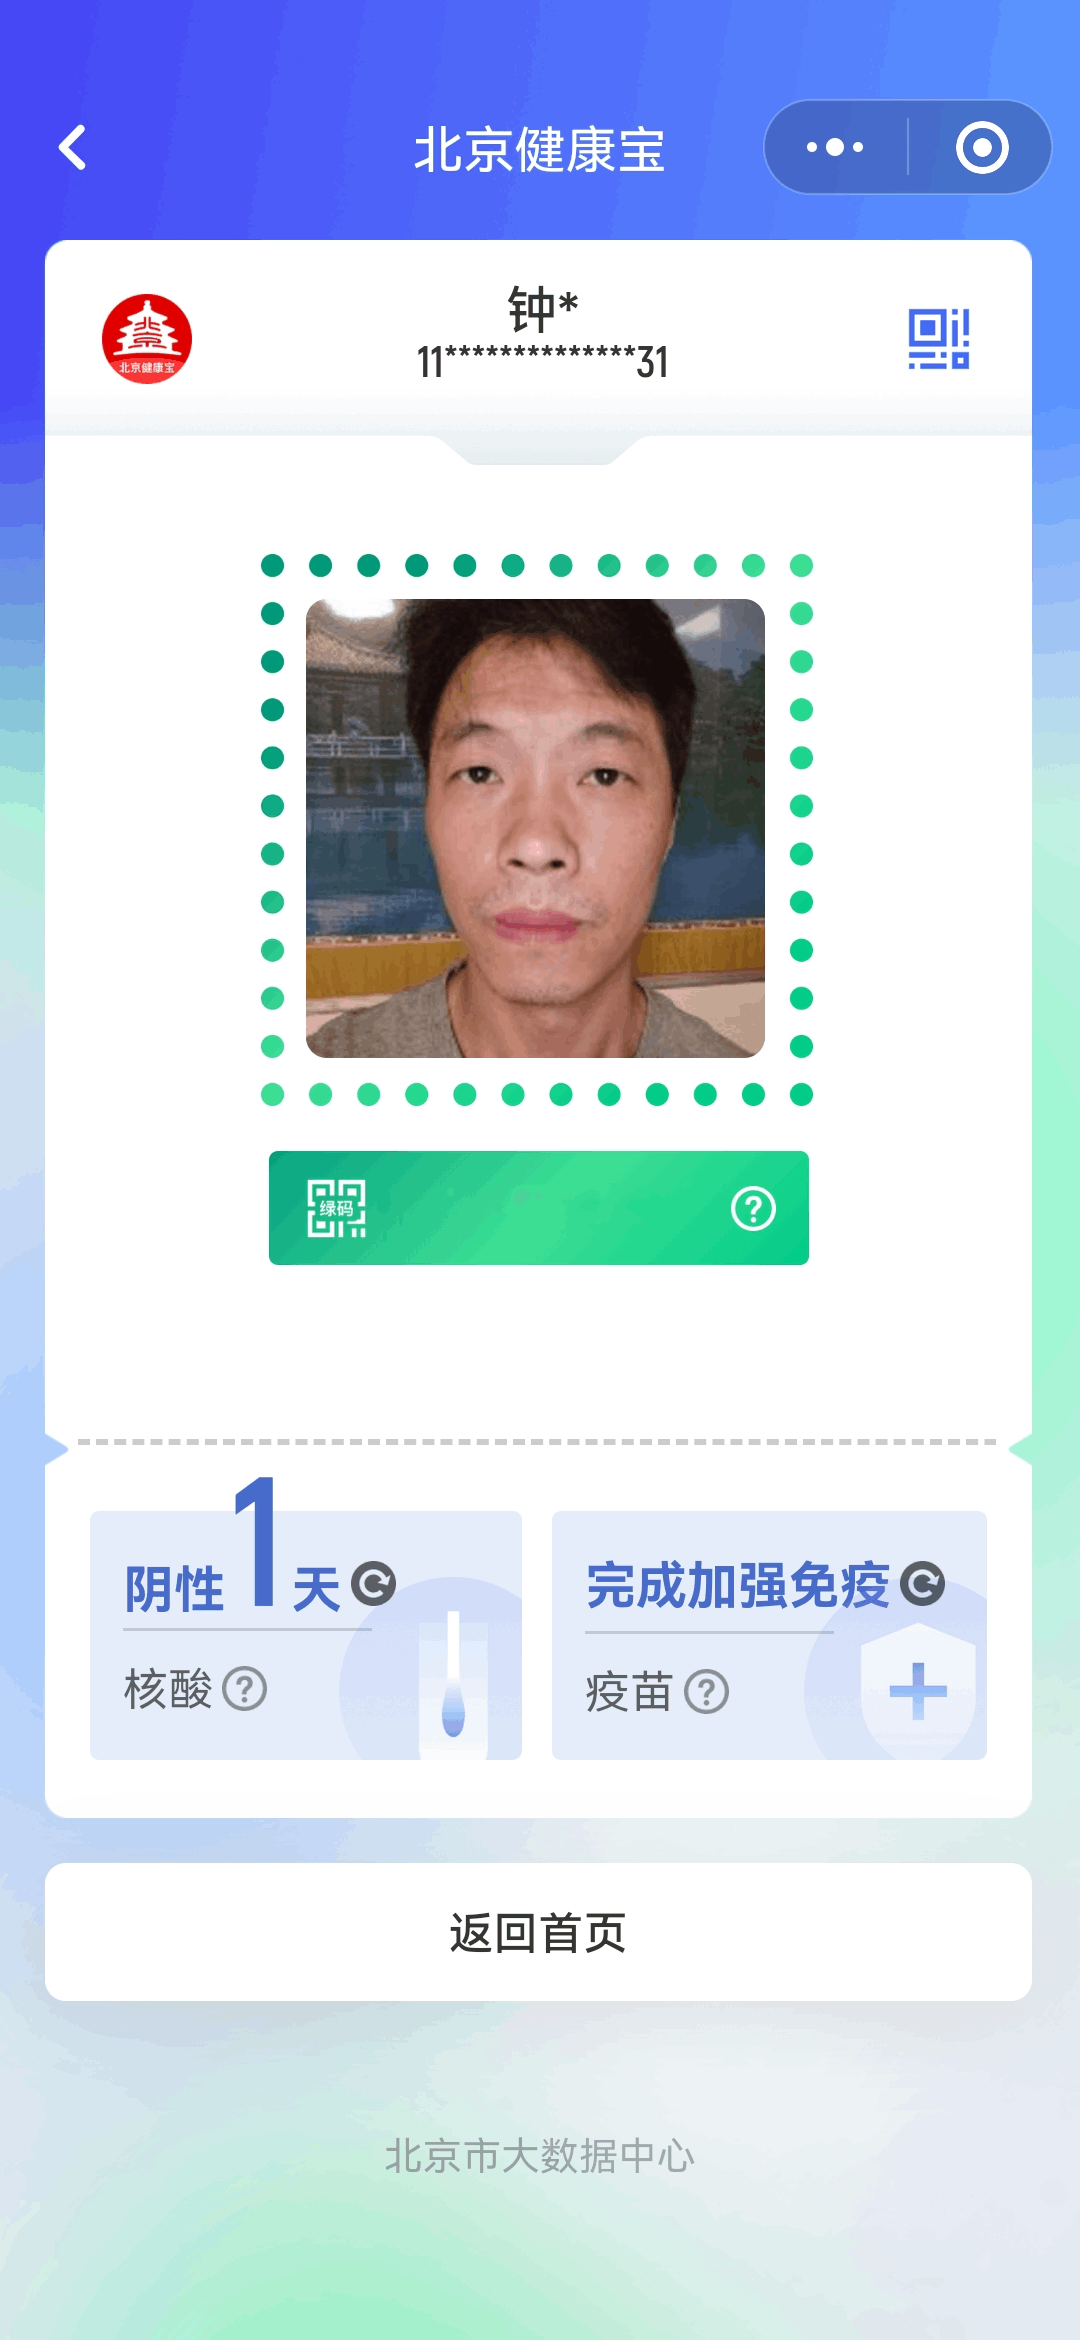 北京健康宝
钟*
11**************31
北京健康宝
绿码
阴性1天
核酸
完成加强免疫
疫苗
返回首页
北京市大数据中心